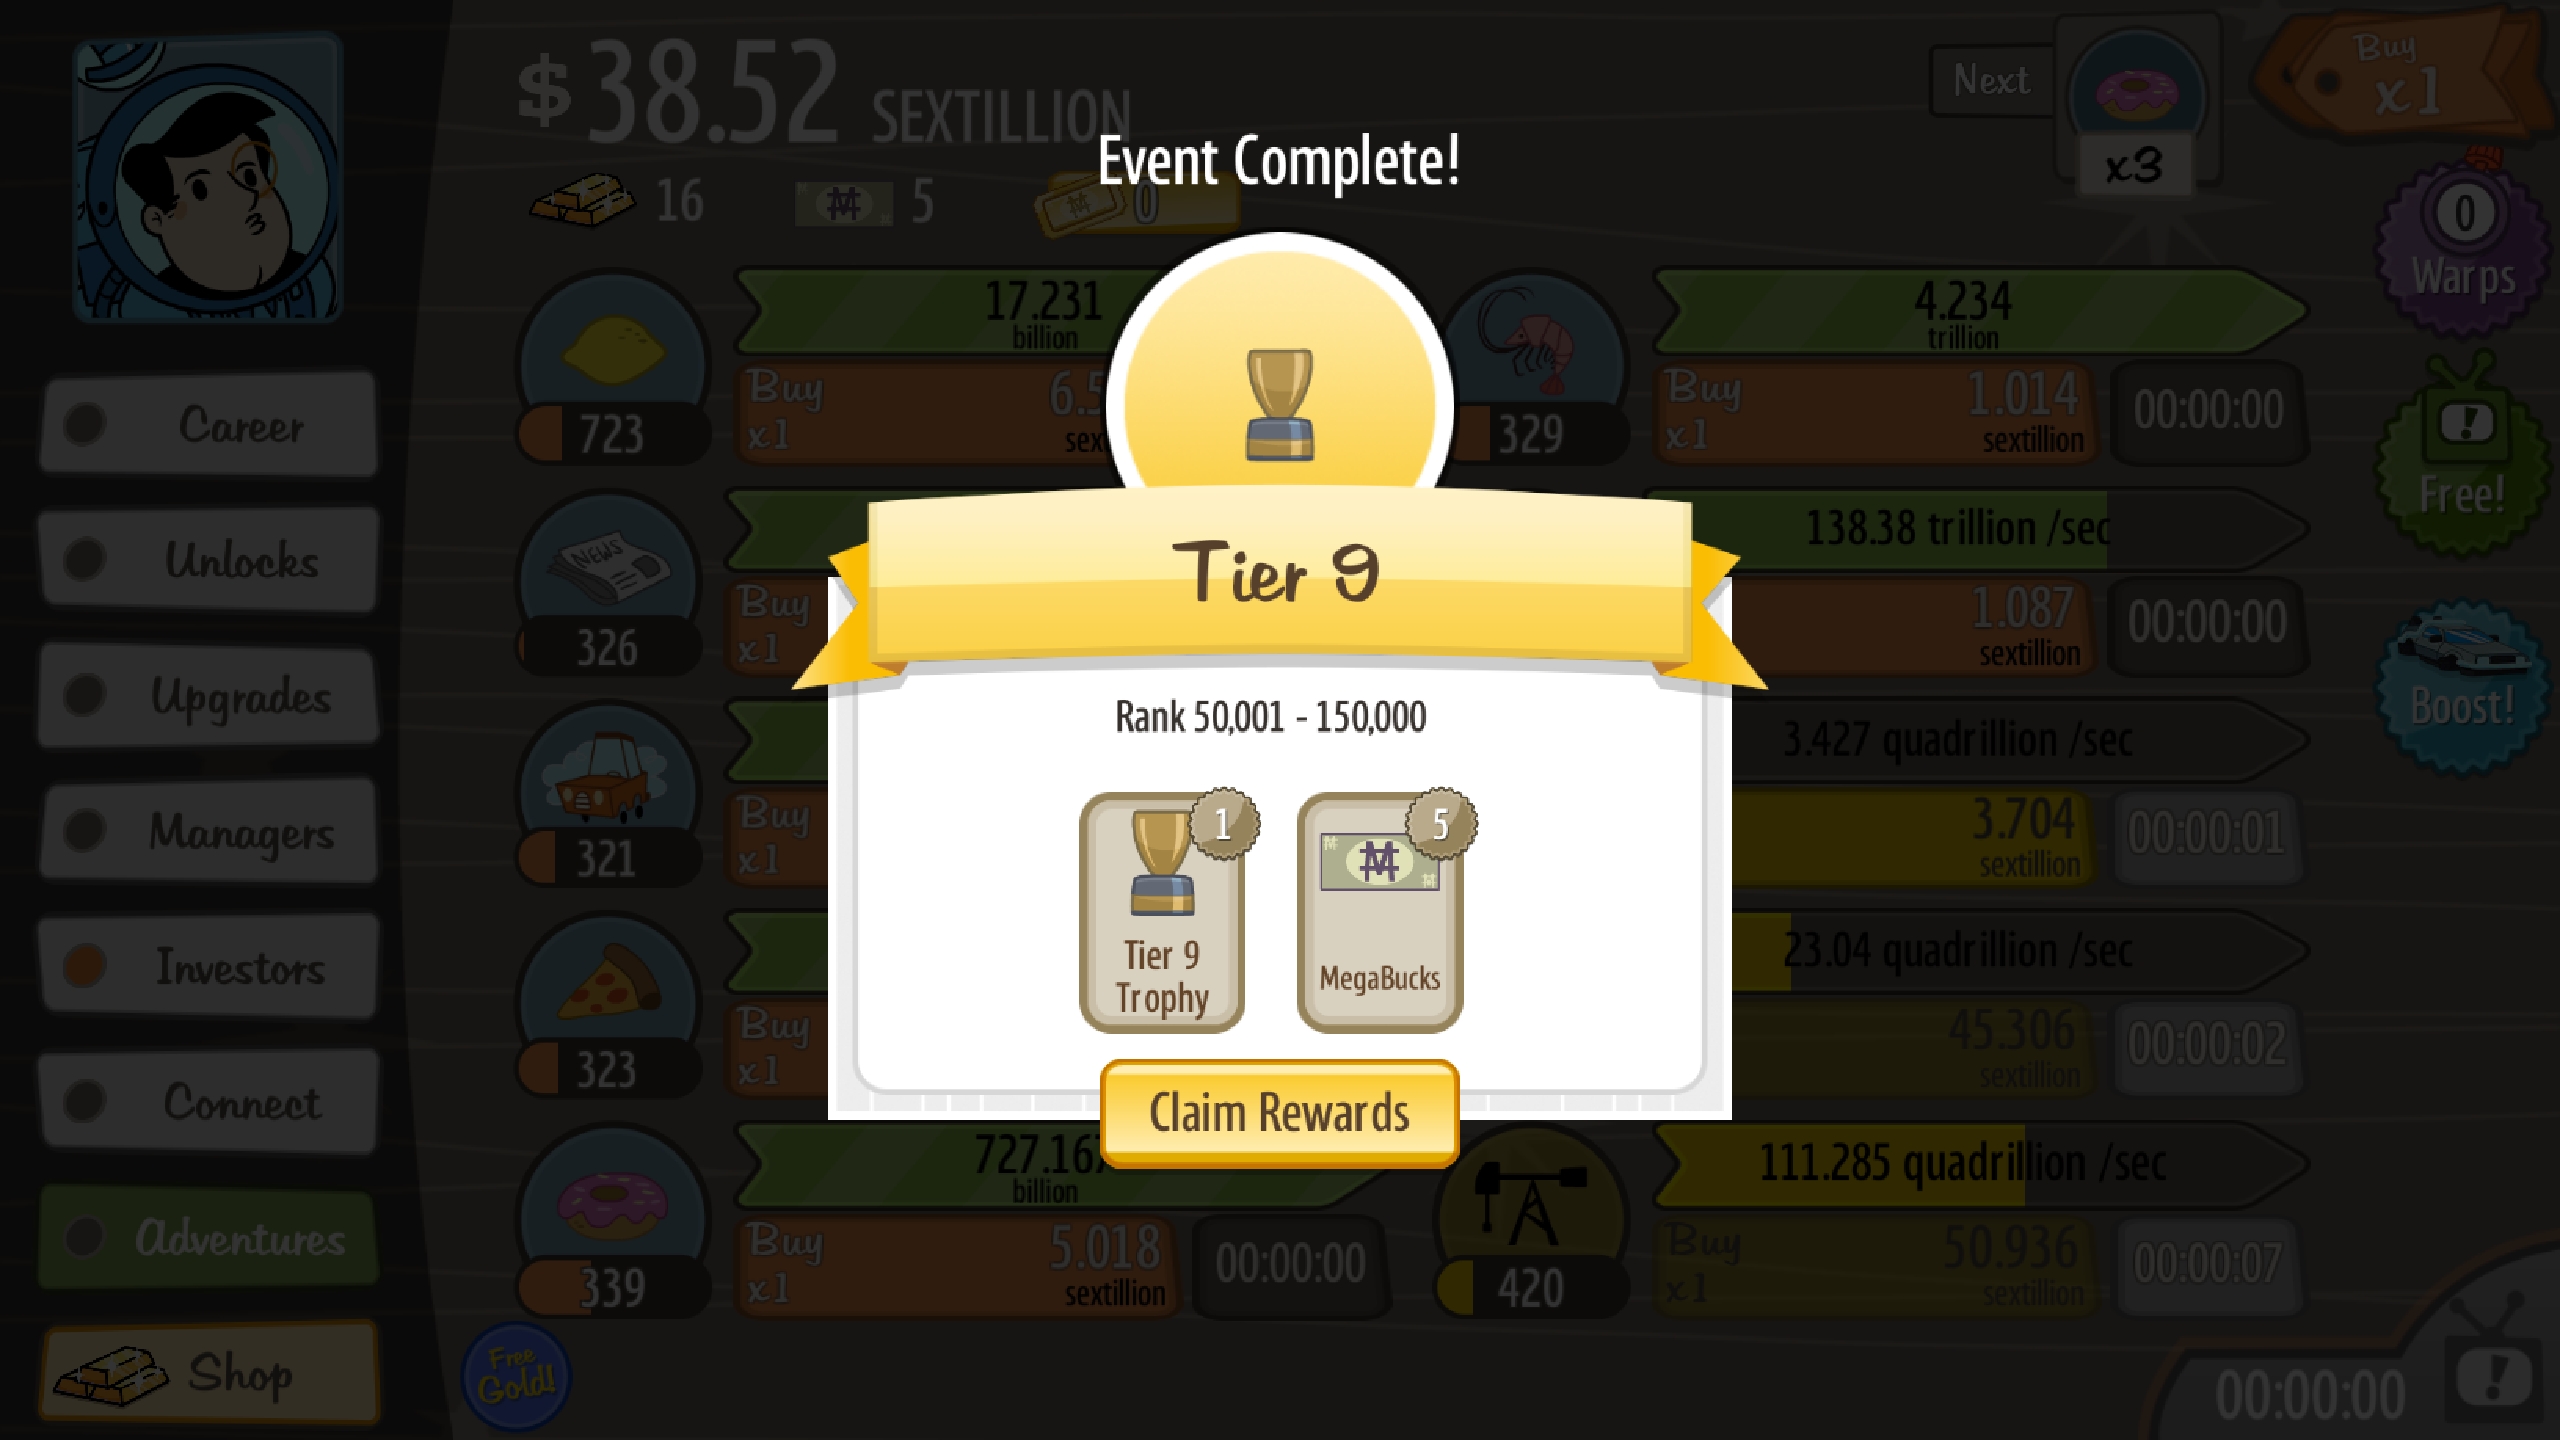 $38.52 SEXTILLION
16
5
0
Next
x3
Buy
x1
Event Complete!
0
Warps
Free!
Boost!
Career
Unlocks
Upgrades
Managers
Investors
Connect
Adventures
Shop
Free
Gold!
17.231
billion
Buy
x1
723
NEWS
326
Buy
x1
321
Buy
x1
323
Buy
x1
billion
339
Buy
x1
5.018
sextillion
00:00:00
4.234
trillion
329
Buy
x1
1.014
sextillion
00:00:00
138.38 trillion /sec
1.087
sextillion
00:00:00
3.427 quadrillion /sec
3.704
sextillion
00:00:01
23.04 quadrillion /sec
45.306
sextillion
00:00:02
111.285 quadrillion /sec
420
Buy
x1
50.936
sextillion
00:00:07
00:00:00
Tier 9
Rank 50,001 - 150,000
1
Tier 9
Trophy
5
MegaBucks
Claim Rewards